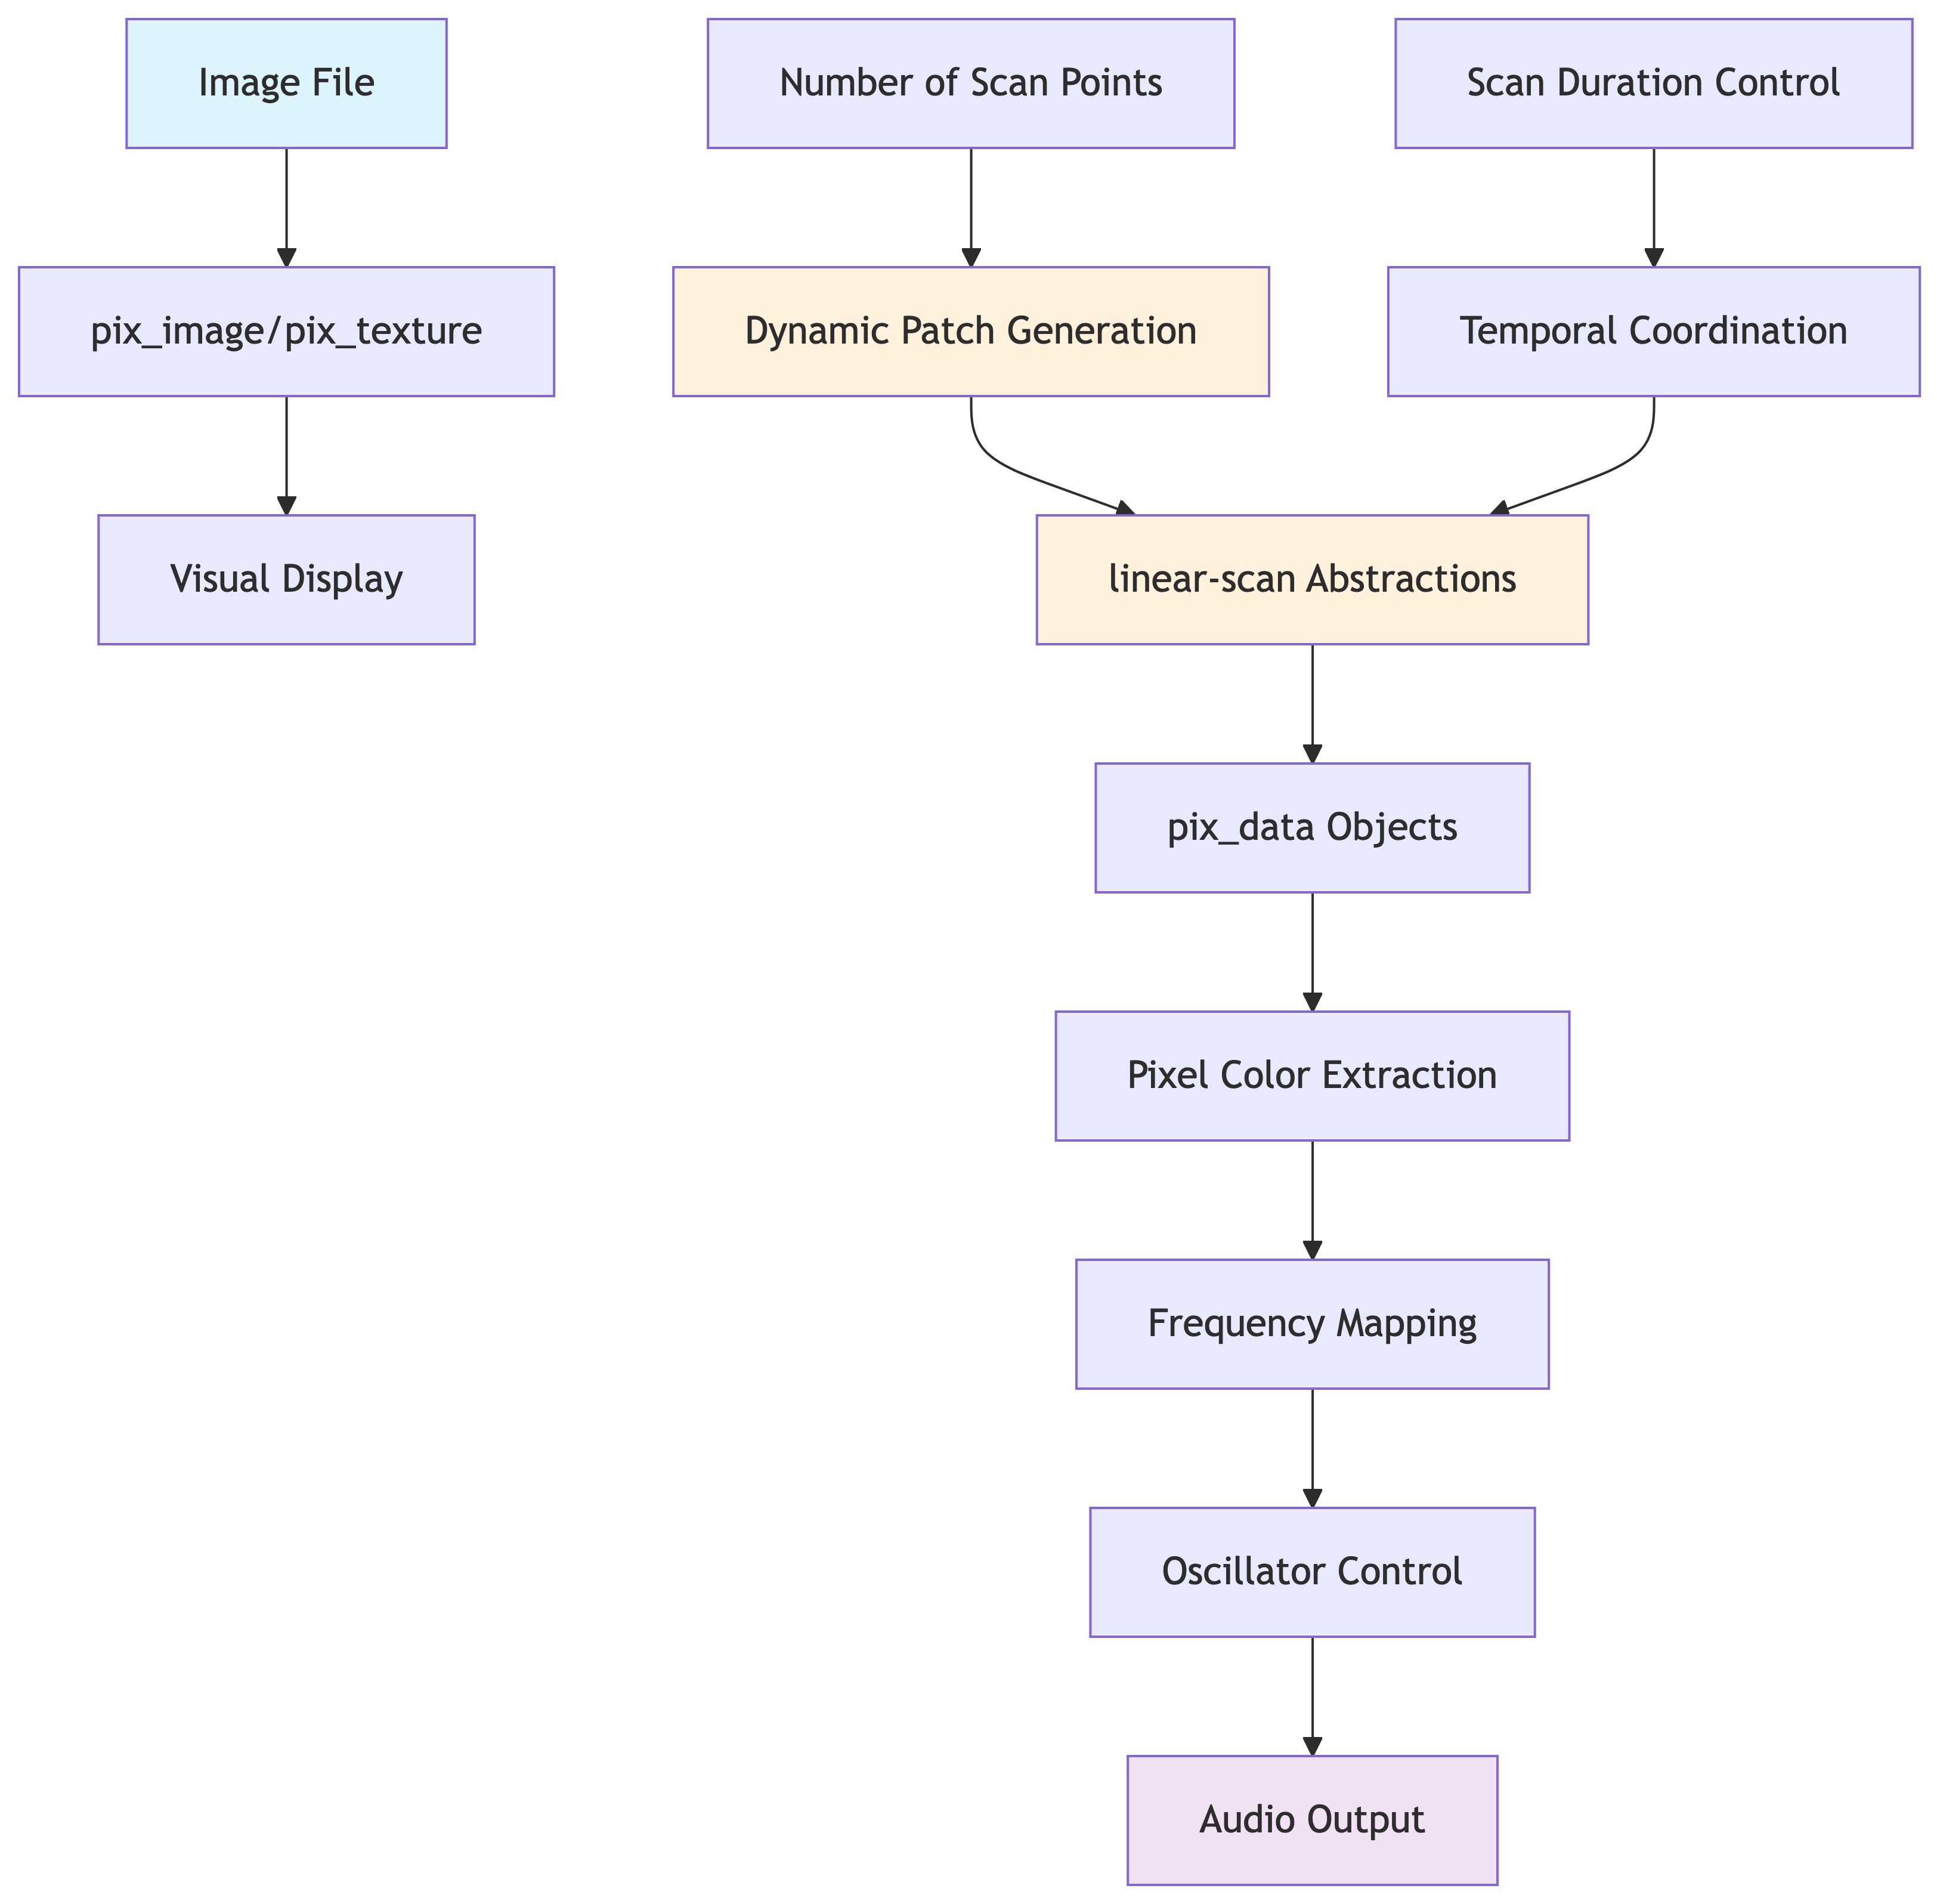 Image File
Number of Scan Points
Scan Duration Control
pix_image/pix_texture
Dynamic Patch Generation
Temporal Coordination
Visual Display
linear-scan Abstractions
pix_data Objects
Pixel Color Extraction
Frequency Mapping
Oscillator Control
Audio Output